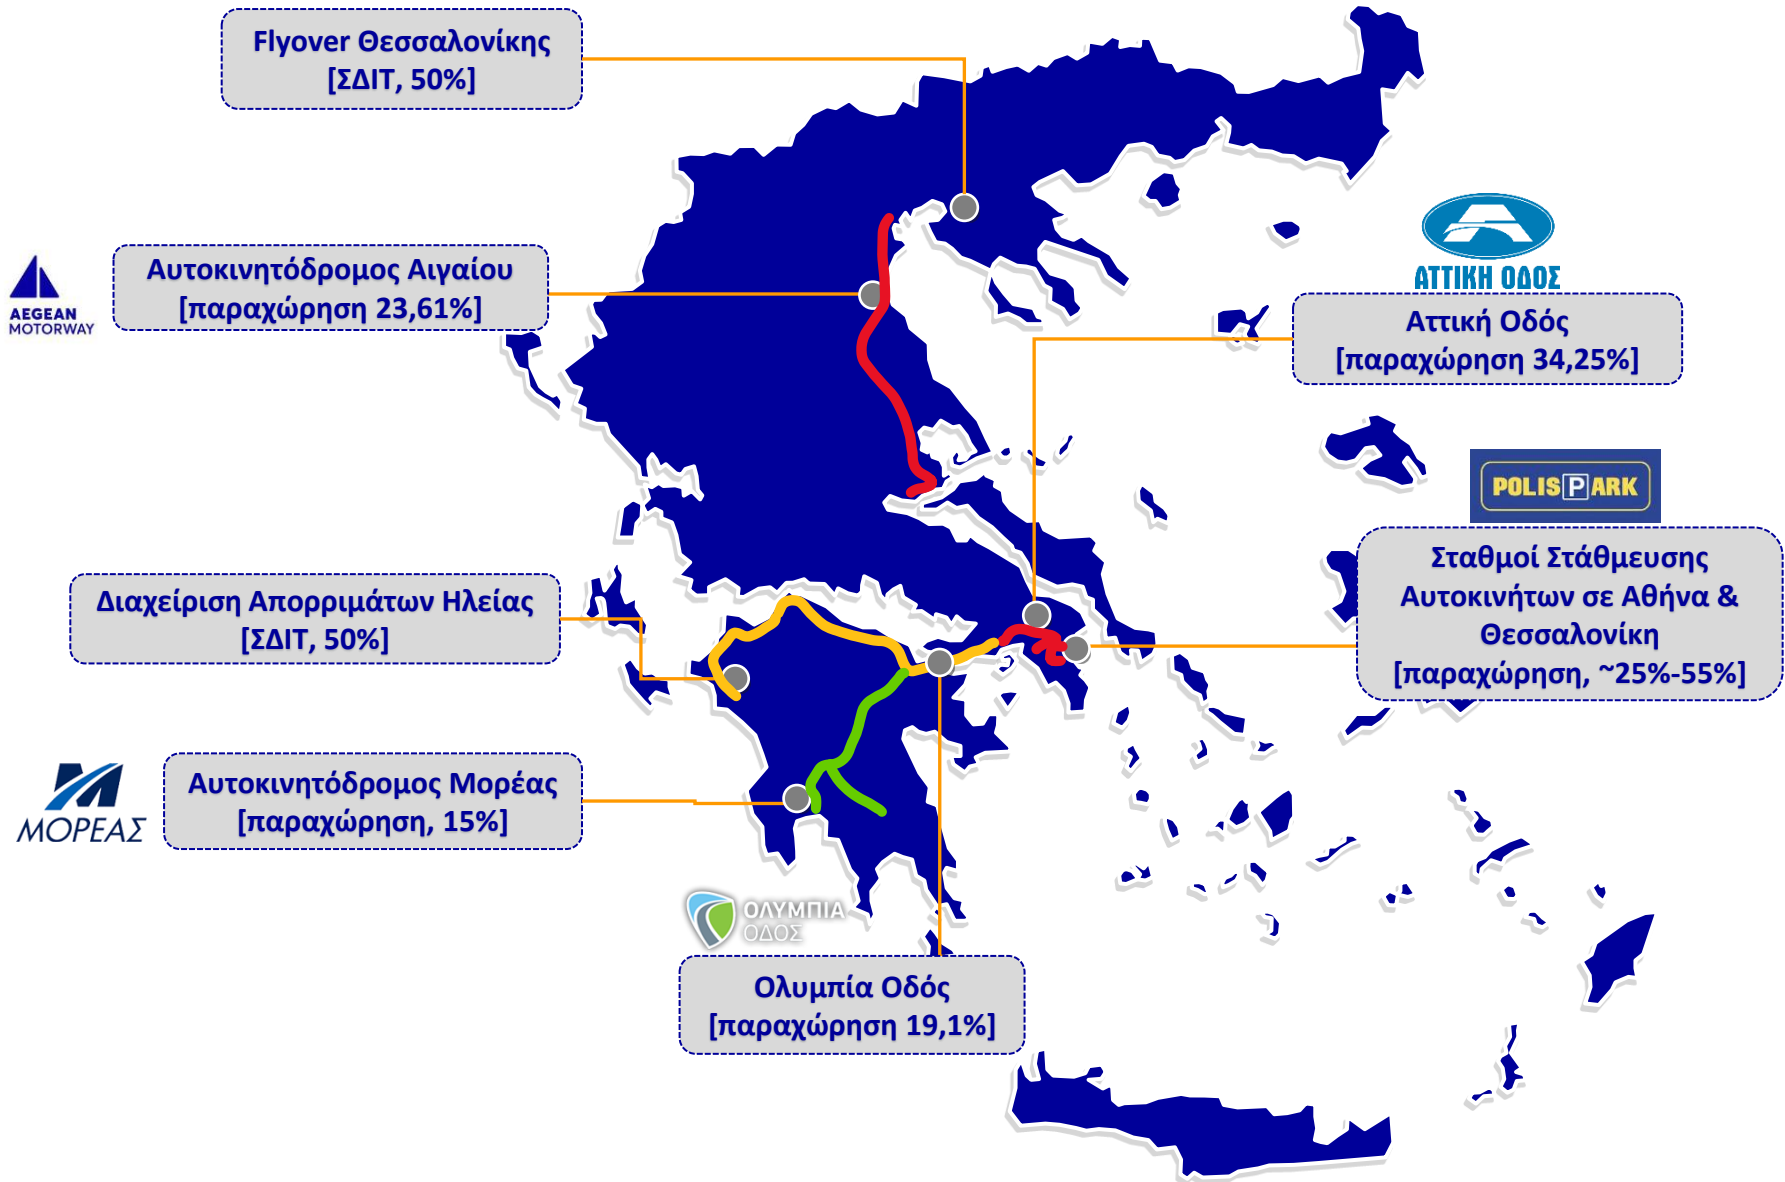 Flyover Θεσσαλονίκης
[ΣΔΙΤ, 50%]
ΑΤΤΙΚΗ ΟΔΟΣ
Αυτοκινητόδρομος Αιγαίου
[παραχώρηση 23,61%]
AEGEAN
MOTORWAY
Αττική Οδός
[παραχώρηση 34,25%]
POLISPARK
Σταθμοί Στάθμευσης
Αυτοκινήτων σε Αθήνα &
Θεσσαλονίκη
[παραχώρηση, ~25%-55%]
Διαχείριση Απορριμάτων Ηλείας
[ΣΔΙΤ, 50%]
Αυτοκινητόδρομος Μορέας
[παραχώρηση, 15%]
ΜΟΡΕΑΣ
ΟΛΥΜΠΙΑ
ΟΔΟΣ
Ολυμπία Οδός
[παραχώρηση 19,1%]